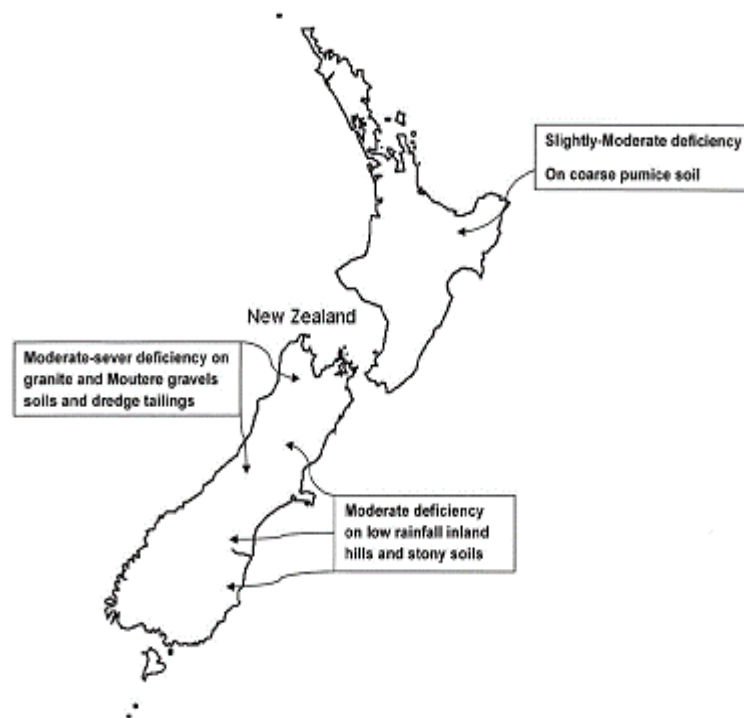 Slightly-Moderate deficiency
On coarse pumice soil
New Zealand
Moderate-sever deficiency on
granite and Moutere gravels
soils and dredge tailings
Moderate deficiency
on low rainfall inland
hills and stony soils